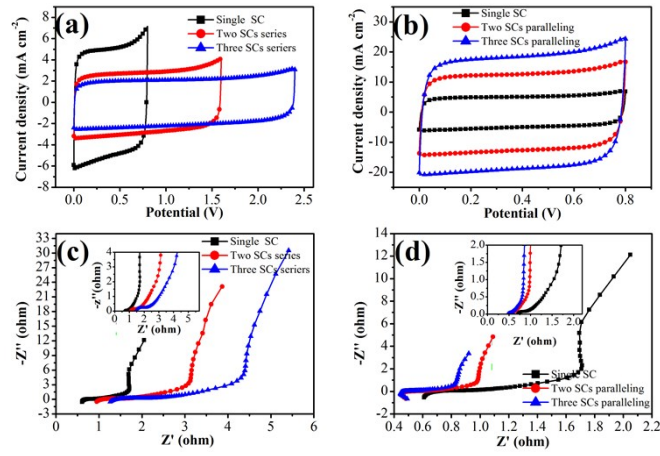 (a)
Single SC
Two SCs series
Three SCs seriers
Current density (mA cm⁻²)
8
6
4
2
0
-2
-4
-6
-8
0.0 0.5 1.0 1.5 2.0 2.5
Potential (V)
(b)
Single SC
Two SCs paralleling
Three SCs paralleling
Current density (mA cm⁻²)
30
20
10
0
-10
-20
0.0 0.2 0.4 0.6 0.8
Potential (V)
(c)
Single SC
Two SCs series
Three SCs seriers
-Z'' (ohm)
33
30
27
24
21
18
15
12
9
6
3
0
-3
0 1 2 3 4 5 6
Z' (ohm)
-Z'' (ohm)
4
3
2
1
0
0 1 2 3 4 5
Z' (ohm)
(d)
-Z'' (ohm)
14
12
10
8
6
4
2
0
-2
0.4 0.6 0.8 1.0 1.2 1.4 1.6 1.8 2.0 2.2
Z' (ohm)
-Z'' (ohm)
2.0
1.5
1.0
0.5
0.0
0.0 0.5 1.0 1.5 2.0
Z' (ohm)
Single SC
Two SCs paralleling
Three SCs paralleling